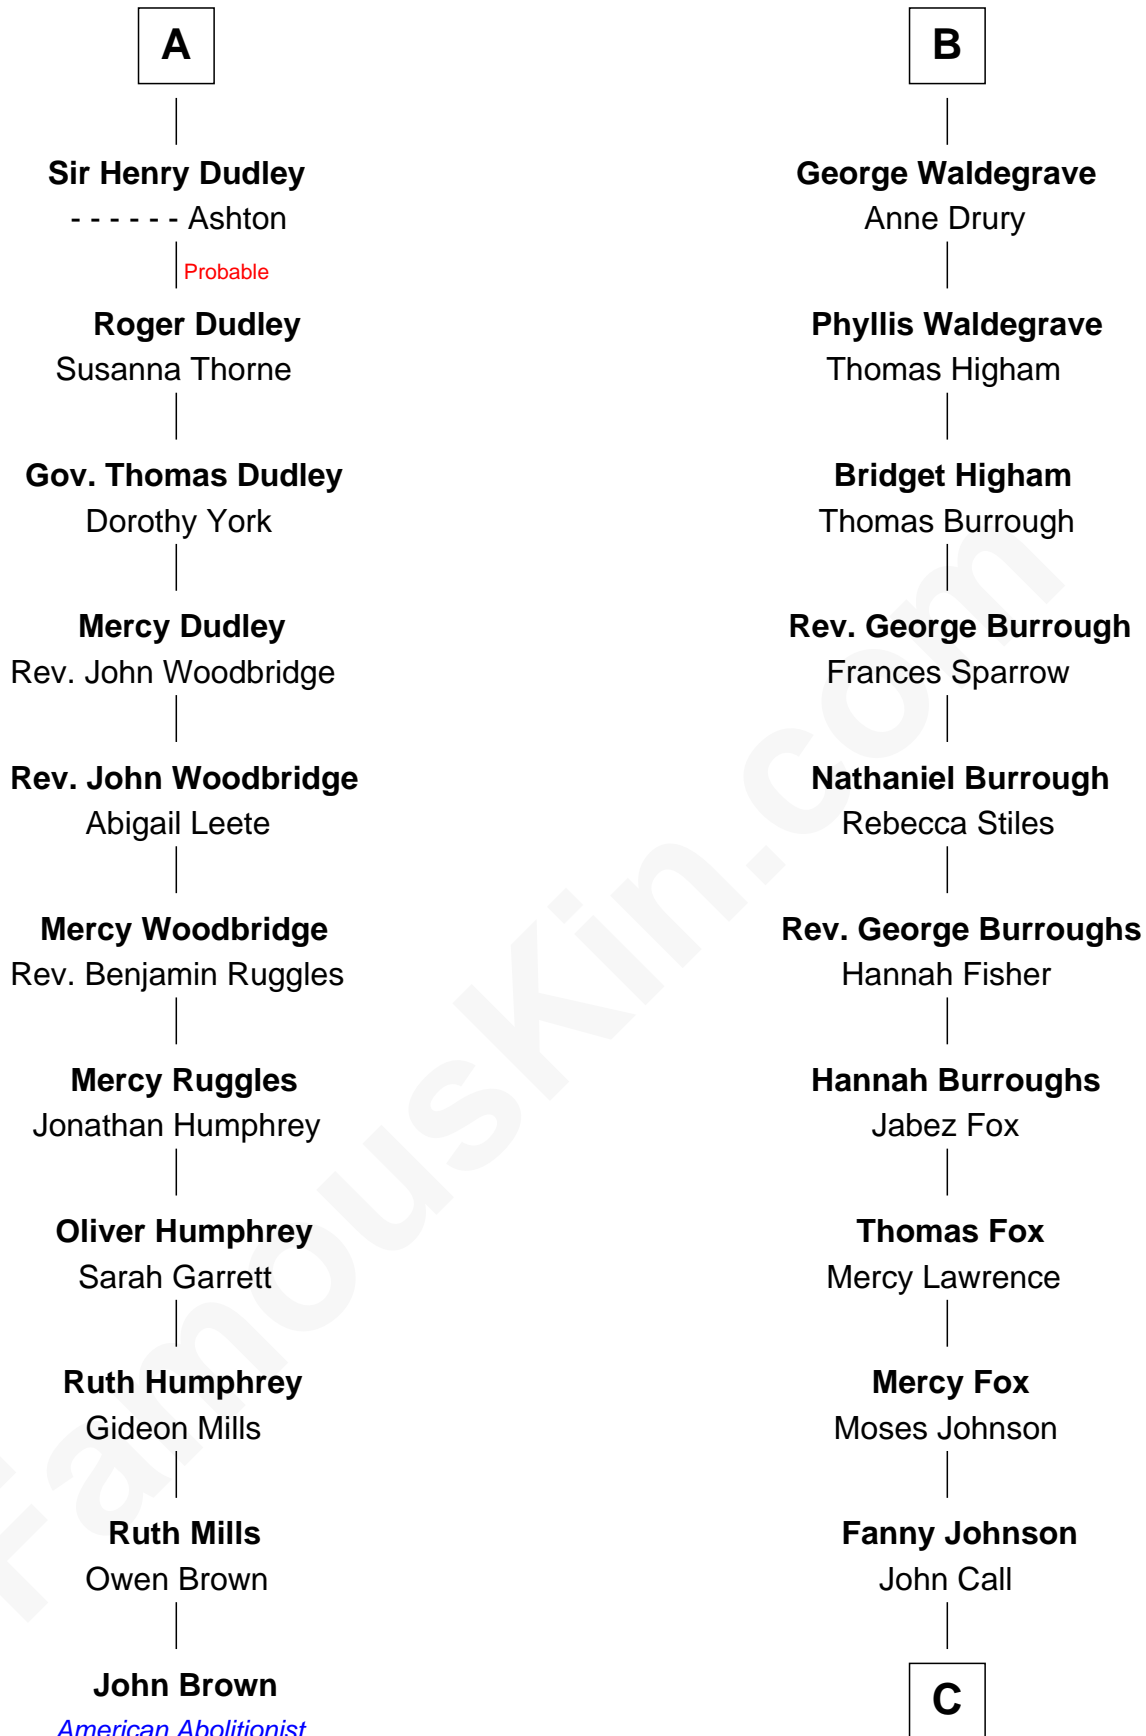 A
Sir Henry Dudley
- - - - - - Ashton
Probable
Roger Dudley
Susanna Thorne
Gov. Thomas Dudley
Dorothy York
Mercy Dudley
Rev. John Woodbridge
Rev. John Woodbridge
Abigail Leete
Mercy Woodbridge
Rev. Benjamin Ruggles
Mercy Ruggles
Jonathan Humphrey
Oliver Humphrey
Sarah Garrett
Ruth Humphrey
Gideon Mills
Ruth Mills
Owen Brown
John Brown
American Abolitionist
B
George Waldegrave
Anne Drury
Phyllis Waldegrave
Thomas Higham
Bridget Higham
Thomas Burrough
Rev. George Burrough
Frances Sparrow
Nathaniel Burrough
Rebecca Stiles
Rev. George Burroughs
Hannah Fisher
Hannah Burroughs
Jabez Fox
Thomas Fox
Mercy Lawrence
Mercy Fox
Moses Johnson
Fanny Johnson
John Call
C
FamousKin.com